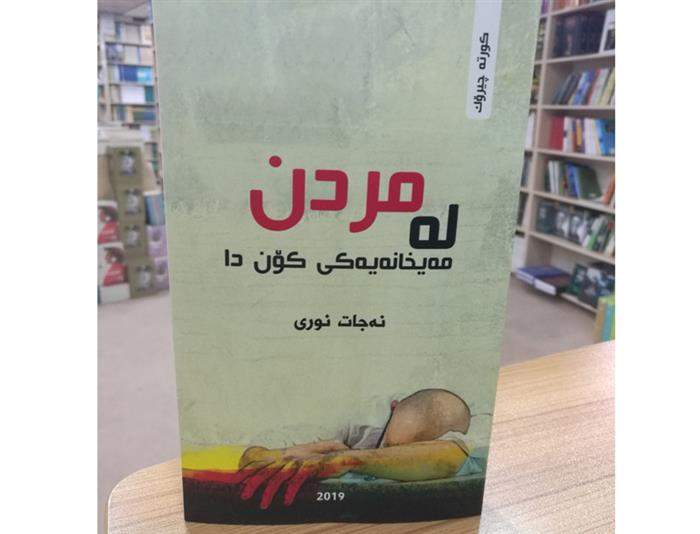 کورتە چیرۆک
مردن
لە
مەیخانەیەکی کۆن دا
نەجات نوری
2019